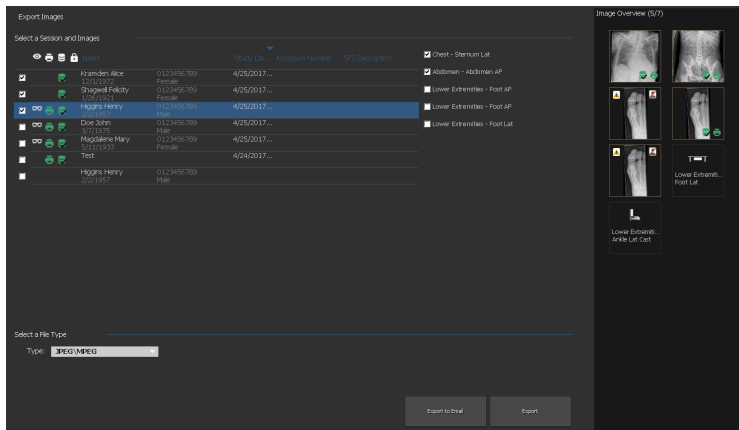 Export Images
Image Overview (5/7)
Select a Session and Images
Name
Study Da... Accession Number SPS Description
Kramden Alice 0123456789 4/25/2017...
12/1/1972 Female
Shagwell Felicity 0123456789 4/25/2017...
1/26/1921 Female
Higgins Henry 0123456789 4/25/2017...
2/2/1957 Male
Doe John 0123456789 4/25/2017...
3/7/1975 Male
Magdalene Mary 0123456789 4/25/2017...
5/11/1933 Female
Test 4/24/2017...
Higgins Henry 0123456789
2/2/1957 Male
Chest - Sternum Lat
Abdomen - Abdomen AP
Lower Extremities - Foot AP
Lower Extremities - Foot AP
Lower Extremities - Foot Lat
Lower Extremiti...
Foot Lat
Lower Extremiti...
Ankle Lat Cast
Select a File Type
Type: JPEG\MPEG
Export to Email
Export